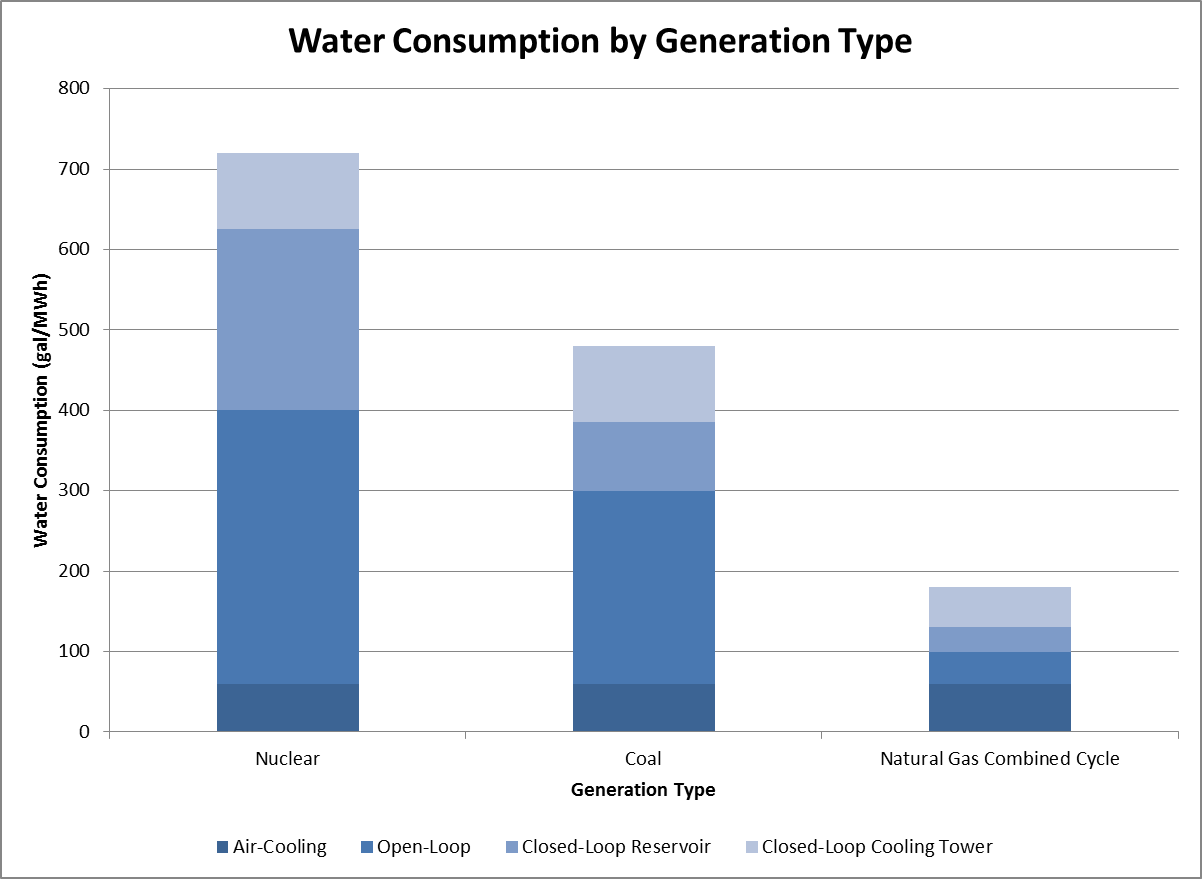 Water Consumption by Generation Type
800
700
600
500
400
300
200
100
0
Water Consumption (gal/MWh)
Nuclear Coal Natural Gas Combined Cycle
Generation Type
Air-Cooling Open-Loop Closed-Loop Reservoir Closed-Loop Cooling Tower